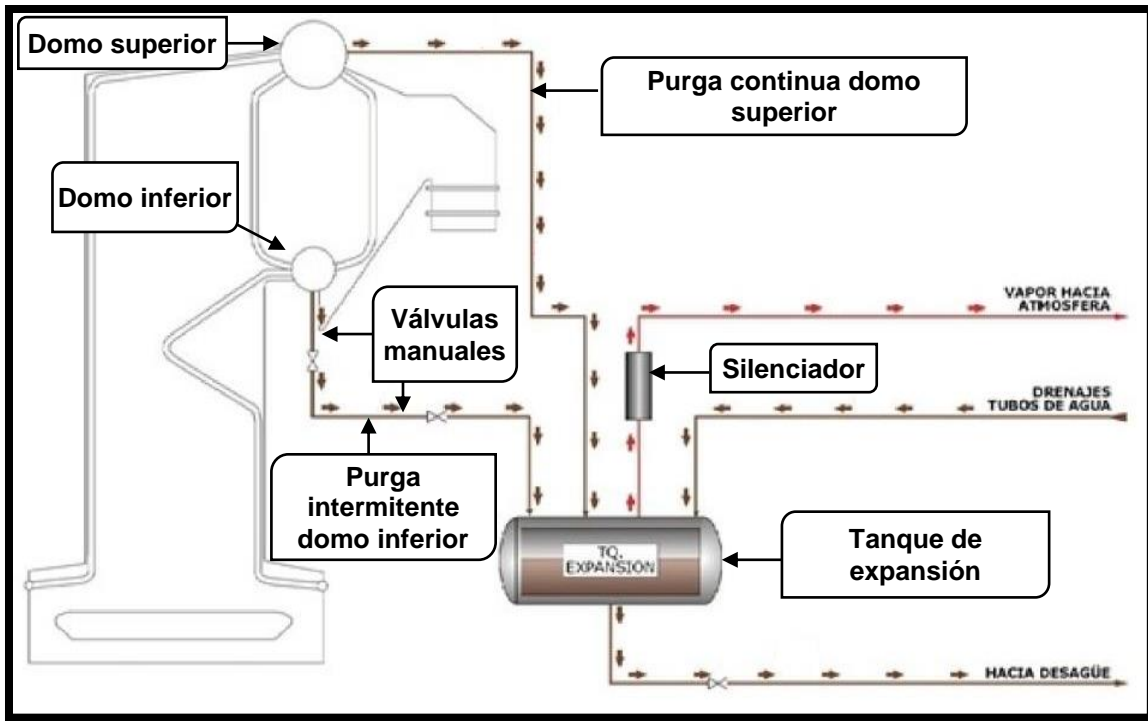 Domo superior
Purga continua domo
superior
Domo inferior
Válvulas
manuales
VAPOR HACIA
ATMOSFERA
Silenciador
DRENAJES
TUBOS DE AGUA
Purga
intermitente
domo inferior
TQ.
EXPANSION
Tanque de
expansión
HACIA DESAGÜE